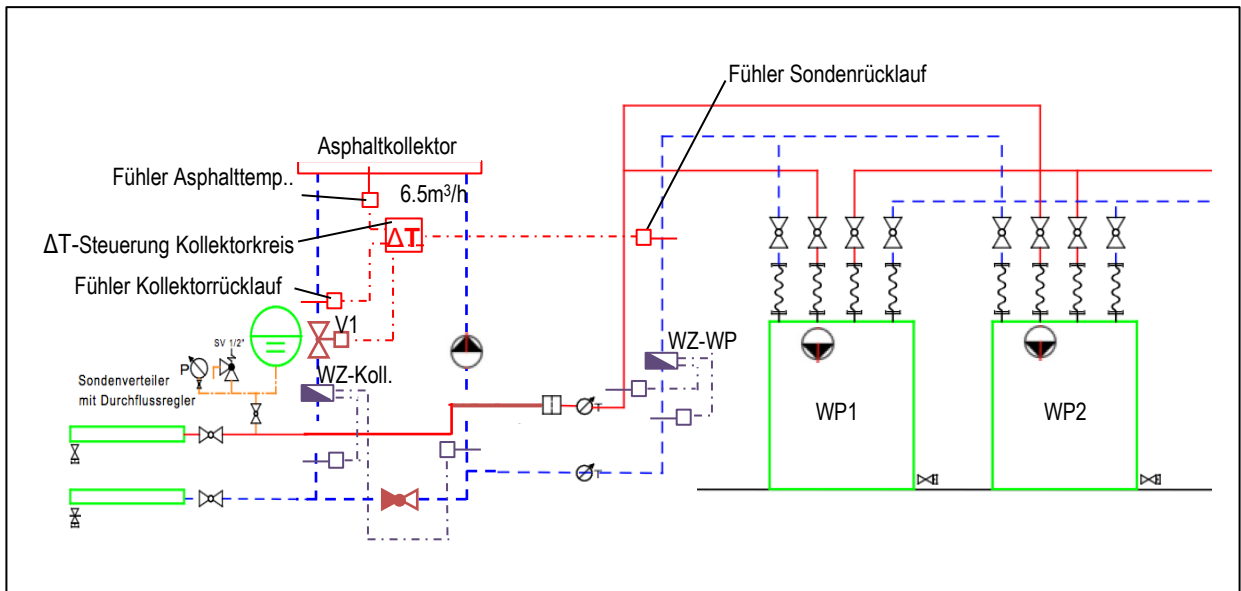 Fühler Sondenrücklauf
Asphaltkollektor
Fühler Asphalttemp..
6.5m³/h
ΔT-Steuerung Kollektorkreis
ΔT
Fühler Kollektorrücklauf
V1
SV 1/2"
P
WZ-WP
WZ-Koll.
Sondenverteiler
mit Durchflussregler
T
WP1
WP2
T